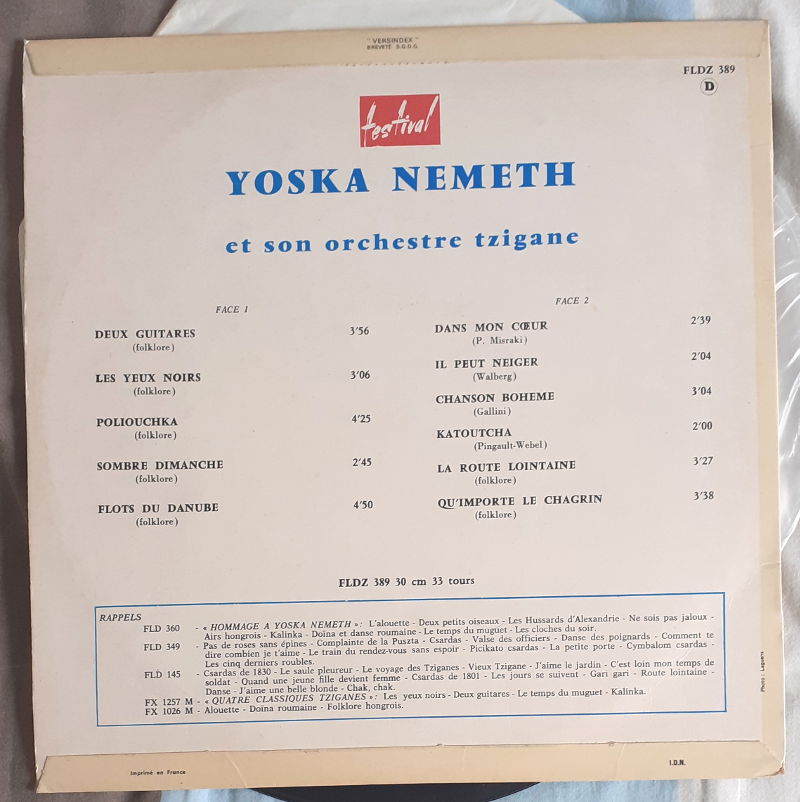 " VERSINDEX "
BREVETÉ S.G.D.G.
FLDZ 389
D
festival
YOSKA NEMETH
et son orchestre tzigane
FACE 1
DEUX GUITARES 3'56
(folklore)
LES YEUX NOIRS 3'06
(folklore)
POLIOUCHKA 4'25
(folklore)
SOMBRE DIMANCHE 2'45
(folklore)
FLOTS DU DANUBE 4'50
(folklore)
FACE 2
DANS MON CŒUR 2'39
(P. Misraki)
IL PEUT NEIGER 2'04
(Walberg)
CHANSON BOHEME 3'04
(Gallini)
KATOUTCHA 2'00
(Pingault-Webel)
LA ROUTE LOINTAINE 3'27
(folklore)
QU'IMPORTE LE CHAGRIN 3'38
(folklore)
FLDZ 389 30 cm 33 tours
RAPPELS
FLD 360 - « HOMMAGE A YOSKA NEMETH »: L'alouette - Deux petits oiseaux - Les Hussards d'Alexandrie - Ne sois pas jaloux -
Airs hongrois - Kalinka - Doïna et danse roumaine - Le temps du muguet - Les cloches du soir.
FLD 349 - Pas de roses sans épines - Complainte de la Puszta - Csardas - Valse des officiers - Danse des poignards - Comment te
dire combien je t'aime - Le train du rendez-vous sans espoir - Picikato csardas - La petite porte - Cymbalom csardas -
Les cinq derniers roubles.
FLD 145 - Csardas de 1830 - Le saule pleureur - Le voyage des Tziganes - Vieux Tzigane - J'aime le jardin - C'est loin mon temps de
soldat - Quand une jeune fille devient femme - Csardas de 1801 - Les jours se suivent - Gari gari - Route lointaine -
Danse - J'aime une belle blonde - Chak, chak.
FX 1257 M - « QUATRE CLASSIQUES TZIGANES »: Les yeux noirs - Deux guitares - Le temps du muguet - Kalinka.
FX 1026 M - Alouette - Doïna roumaine - Folklore hongrois.
Photo : Laguarri
Imprimé en France
I.D.N.